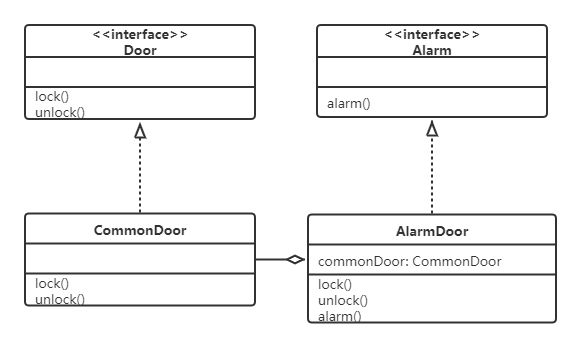 <<interface>>
Door
lock()
unlock()
<<interface>>
Alarm
alarm()
CommonDoor
lock()
unlock()
AlarmDoor
commonDoor: CommonDoor
lock()
unlock()
alarm()